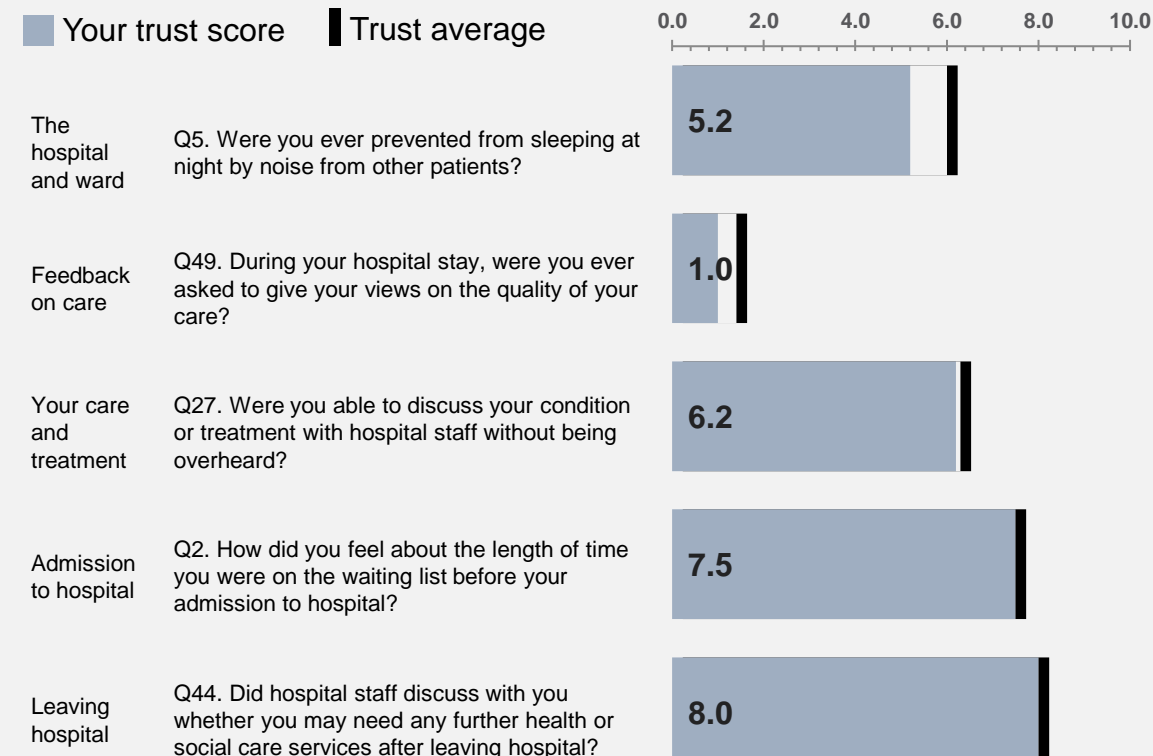 Your trust score
Trust average
0.0 2.0 4.0 6.0 8.0 10.0
The
hospital
and ward
Q5. Were you ever prevented from sleeping at
night by noise from other patients?
5.2
Feedback
on care
Q49. During your hospital stay, were you ever
asked to give your views on the quality of your
care?
1.0
Your care
and
treatment
Q27. Were you able to discuss your condition
or treatment with hospital staff without being
overheard?
6.2
Admission
to hospital
Q2. How did you feel about the length of time
you were on the waiting list before your
admission to hospital?
7.5
Leaving
hospital
Q44. Did hospital staff discuss with you
whether you may need any further health or
social care services after leaving hospital?
8.0